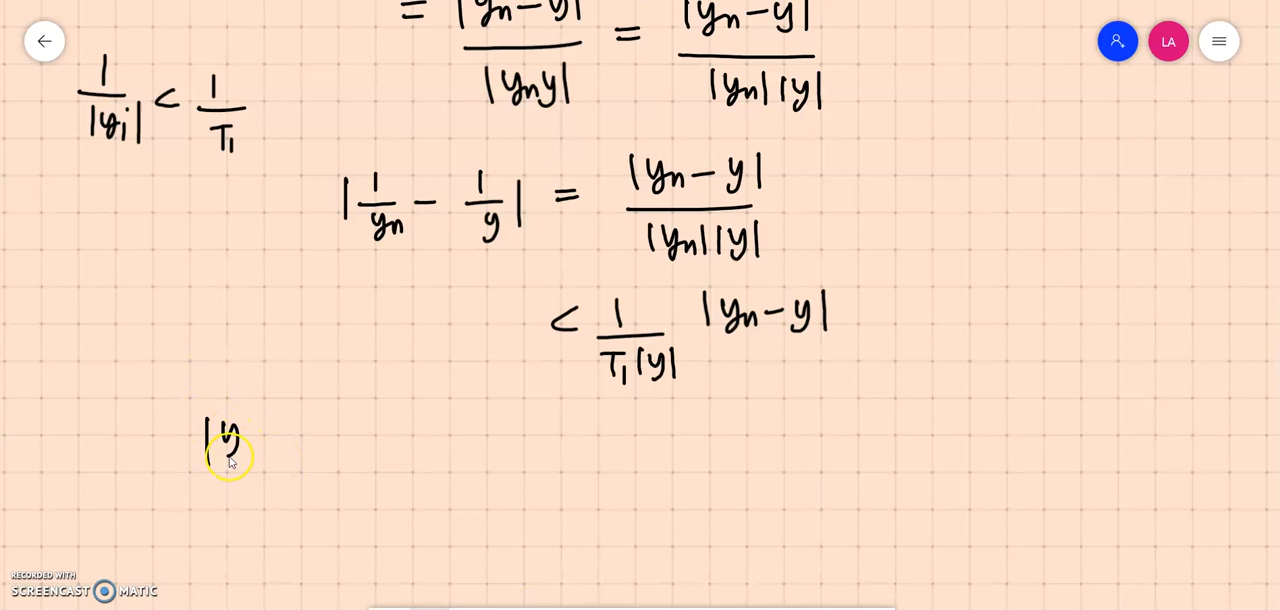 = |yn-y| / |yny| = |yn-y| / |yn||y|
1/|yi| < 1/T1
|1/yn - 1/y| = |yn-y| / |yn||y|
< 1/T1|y| |yn-y|
|y
LA
RECORDED WITH
SCREENCAST MATIC